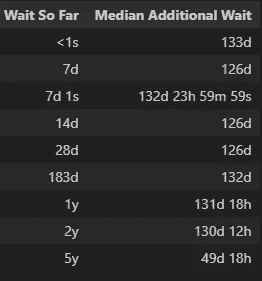 Wait So Far Median Additional Wait
<1s 133d
7d 126d
7d 1s 132d 23h 59m 59s
14d 126d
28d 126d
183d 132d
1y 131d 18h
2y 130d 12h
5y 49d 18h